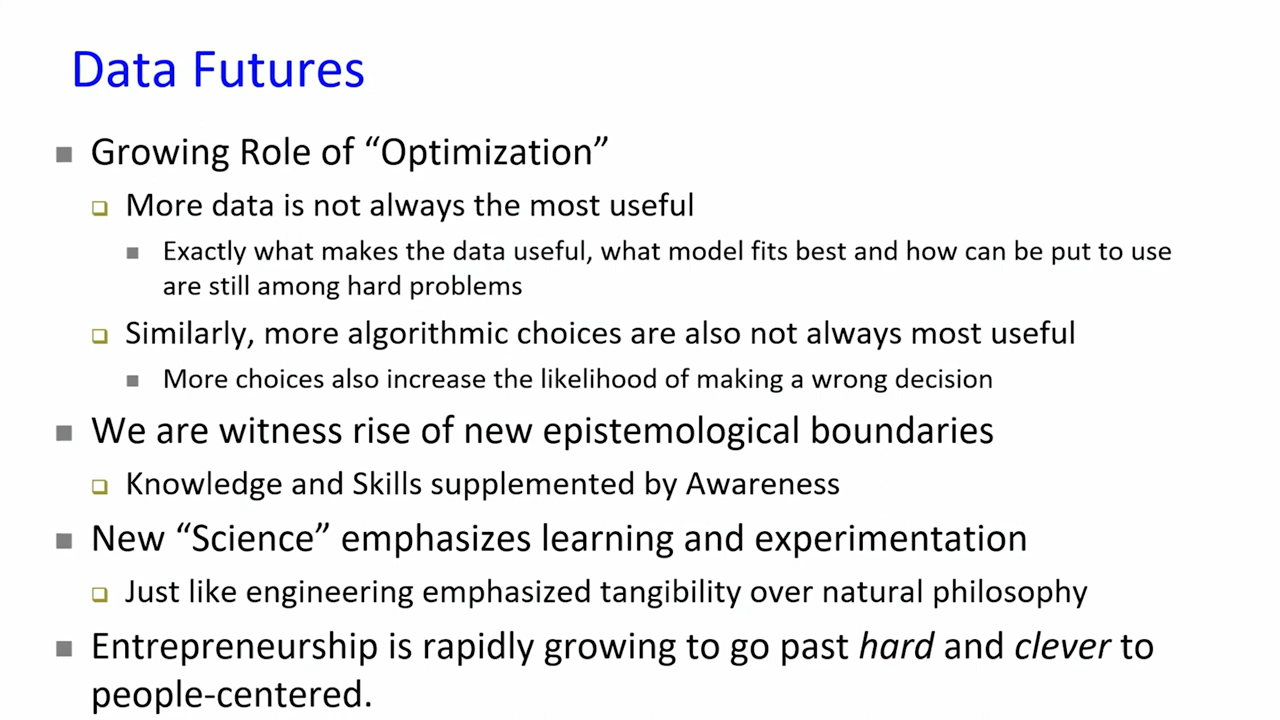 Data Futures
Growing Role of “Optimization”
More data is not always the most useful
Exactly what makes the data useful, what model fits best and how can be put to use
are still among hard problems
Similarly, more algorithmic choices are also not always most useful
More choices also increase the likelihood of making a wrong decision
We are witness rise of new epistemological boundaries
Knowledge and Skills supplemented by Awareness
New “Science” emphasizes learning and experimentation
Just like engineering emphasized tangibility over natural philosophy
Entrepreneurship is rapidly growing to go past hard and clever to
people-centered.